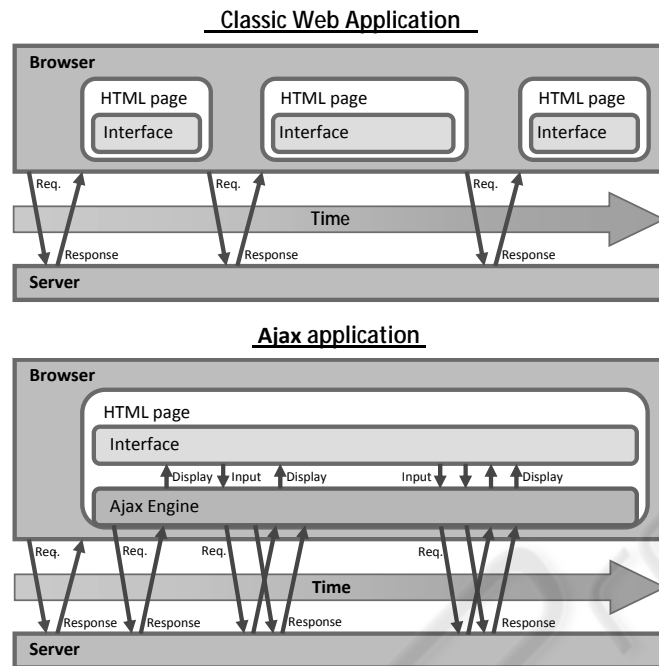 Classic Web Application
Browser
HTML page HTML page HTML page
Interface Interface Interface
Req. Req. Req.
Time
Response Response Response
Server
Ajax application
Browser
HTML page
Interface
Display Input Display Input Display
Ajax Engine
Req. Req. Req. Req.
Time
Response Response Response Response
Server